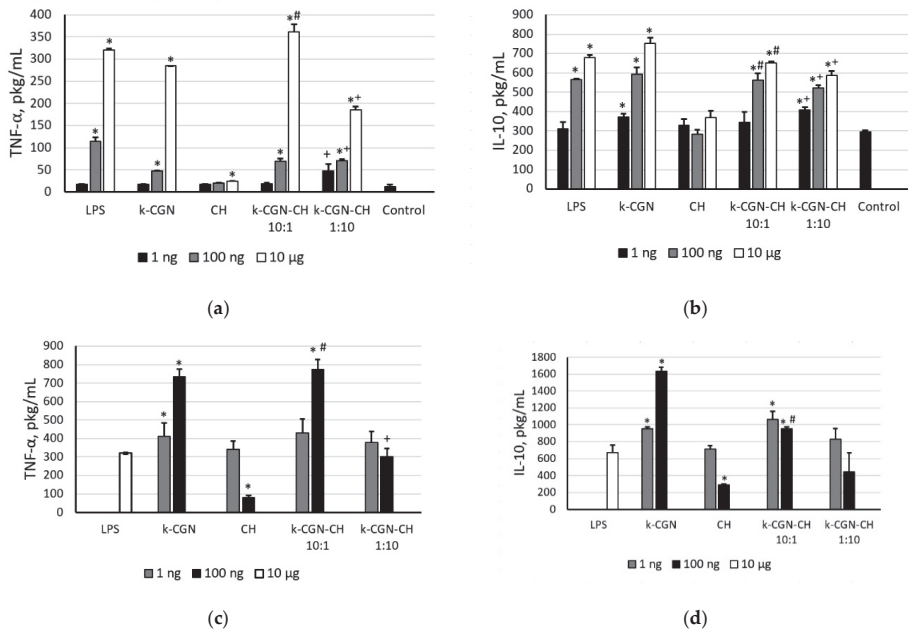 TNF-α, pkg/mL
400
350
300
250
200
150
100
50
0
* * * * * *# * * *+ *+ +
LPS k-CGN CH k-CGN-CH 10:1 k-CGN-CH 1:10 Control
1 ng 100 ng 10 µg
(a)
IL-10, pkg/mL
900
800
700
600
500
400
300
200
100
0
* * * * * *# *# *+ *+ *+
LPS k-CGN CH k-CGN-CH 10:1 k-CGN-CH 1:10 Control
1 ng 100 ng 10 µg
(b)
TNF-α, pkg/mL
900
800
700
600
500
400
300
200
100
0
* * * * # +
LPS k-CGN CH k-CGN-CH 10:1 k-CGN-CH 1:10
1 ng 100 ng 10 µg
(c)
IL-10, pkg/mL
1800
1600
1400
1200
1000
800
600
400
200
0
* * * * * #
LPS k-CGN CH k-CGN-CH 10:1 k-CGN-CH 1:10
1 ng 100 ng 10 µg
(d)